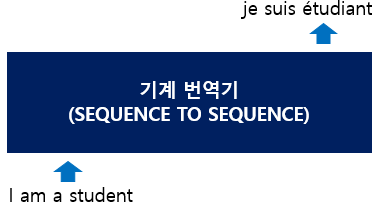 je suis étudiant
기계 번역기
(SEQUENCE TO SEQUENCE)
I am a student